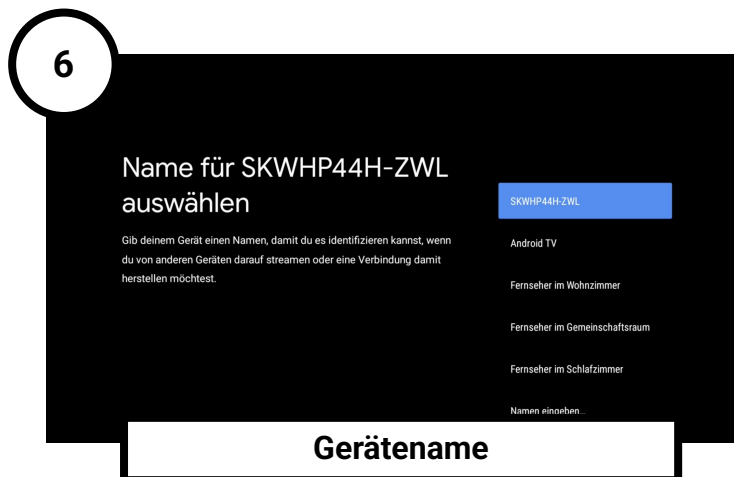 6
Name für SKWHP44H-ZWL
auswählen
Gib deinem Gerät einen Namen, damit du es identifizieren kannst, wenn
du von anderen Geräten darauf streamen oder eine Verbindung damit
herstellen möchtest.
SKWHP44H-ZWL
Android TV
Fernseher im Wohnzimmer
Fernseher im Gemeinschaftsraum
Fernseher im Schlafzimmer
Namen eingeben...
Gerätename